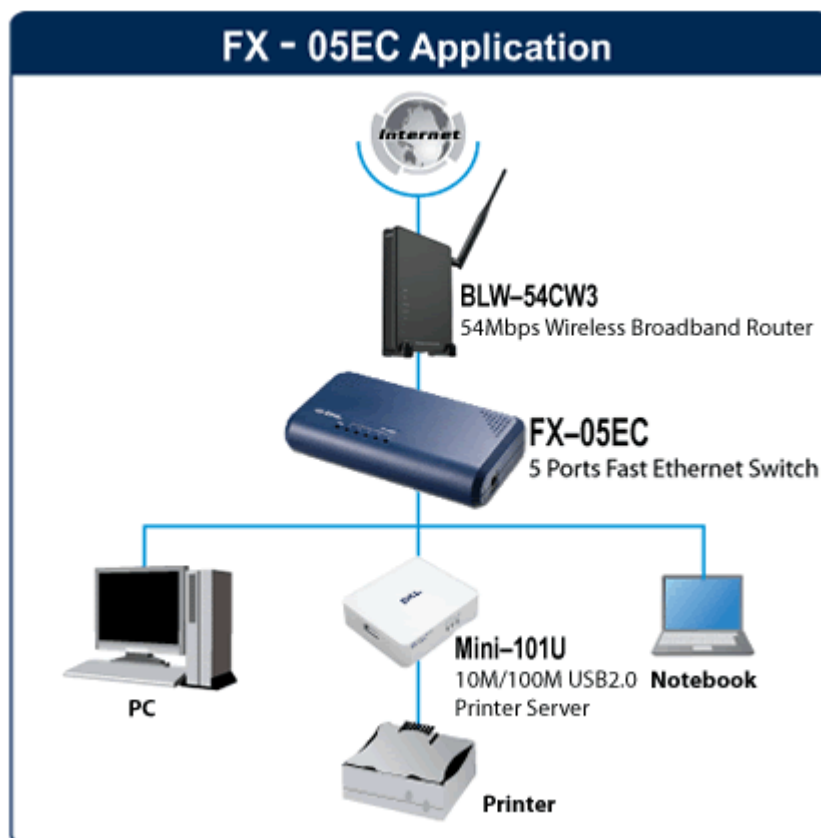 FX - 05EC Application
Internet
BLW–54CW3
54Mbps Wireless Broadband Router
FX–05EC
5 Ports Fast Ethernet Switch
Mini–101U
10M/100M USB2.0
Printer Server
Notebook
PC
Printer